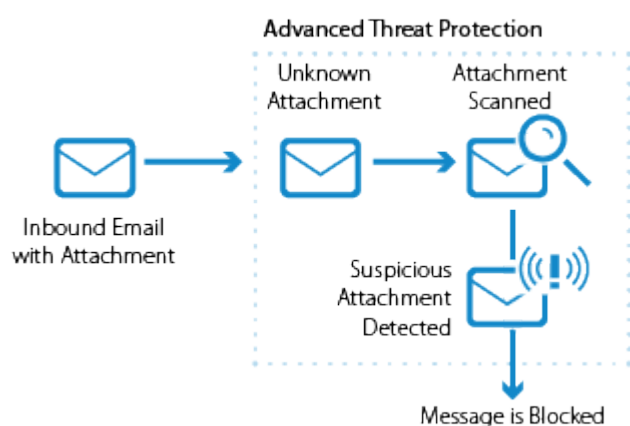 Advanced Threat Protection
Unknown
Attachment
Attachment
Scanned
Inbound Email
with Attachment
Suspicious
Attachment
Detected
Message is Blocked